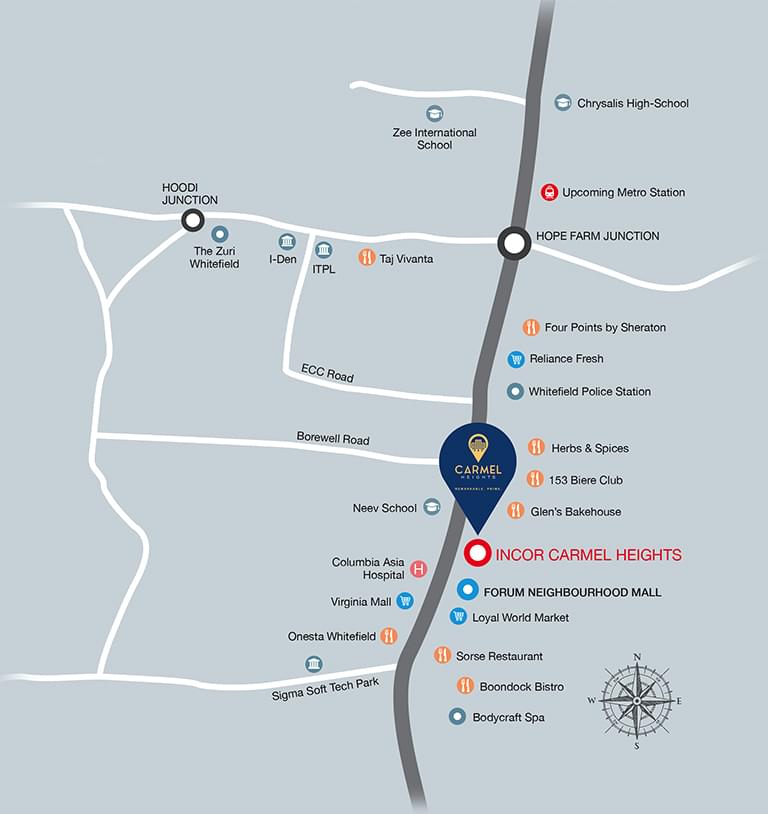 Chrysalis High-School
Zee International
School
Upcoming Metro Station
HOODI
JUNCTION
HOPE FARM JUNCTION
The Zuri
Whitefield
I-Den
ITPL
Taj Vivanta
Four Points by Sheraton
Reliance Fresh
ECC Road
Whitefield Police Station
Borewell Road
Herbs & Spices
CARMEL
HEIGHTS
REMARKABLE. PRIME.
153 Biere Club
Neev School
Glen's Bakehouse
INCOR CARMEL HEIGHTS
Columbia Asia
Hospital
FORUM NEIGHBOURHOOD MALL
Virginia Mall
Loyal World Market
Onesta Whitefield
Sorse Restaurant
Sigma Soft Tech Park
Boondock Bistro
Bodycraft Spa
N
W
E
S